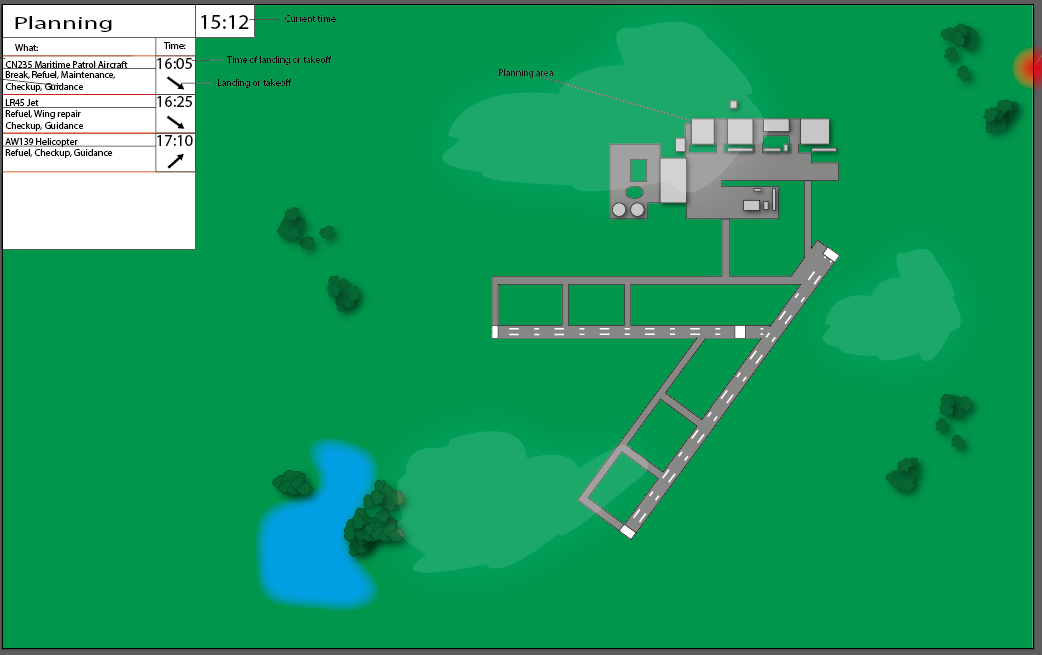 Planning
15:12
Current time
What:
Time:
CN235 Maritime Patrol Aircraft
16:05
Time of landing or takeoff
Break, Refuel, Maintenance,
Checkup, Guidance
Landing or takeoff
LR45 Jet
16:25
Refuel, Wing repair
Checkup, Guidance
AW139 Helicopter
17:10
Refuel, Checkup, Guidance
Planning area